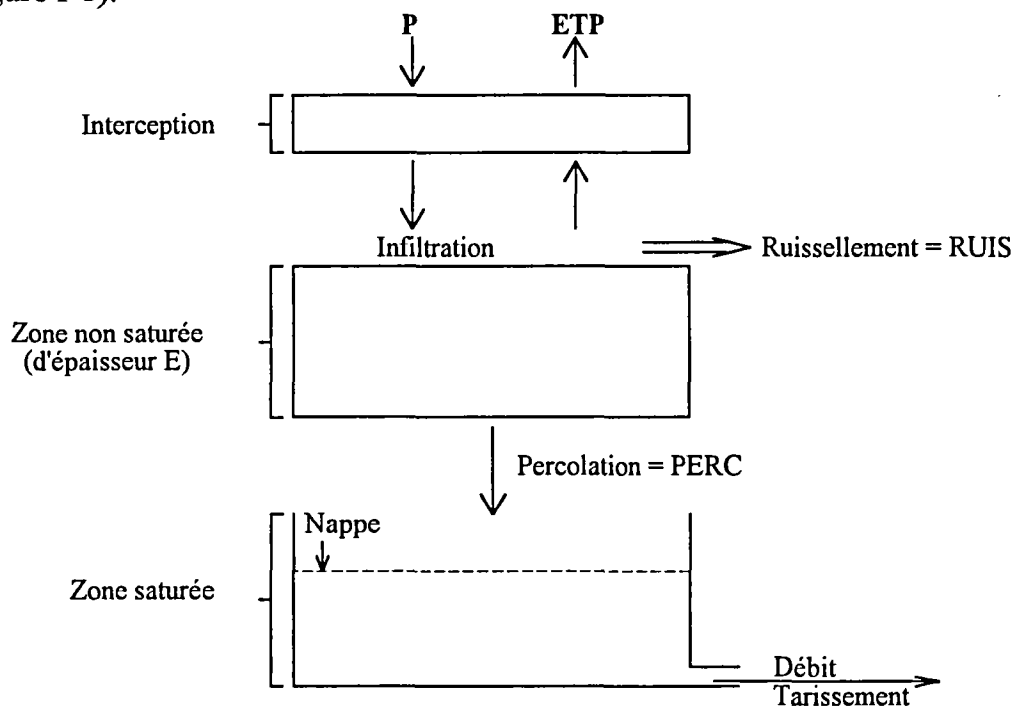 P ETP
Interception
Infiltration
Ruissellement = RUIS
Zone non saturée
(d'épaisseur E)
Percolation = PERC
Nappe
Zone saturée
Débit
Tarissement